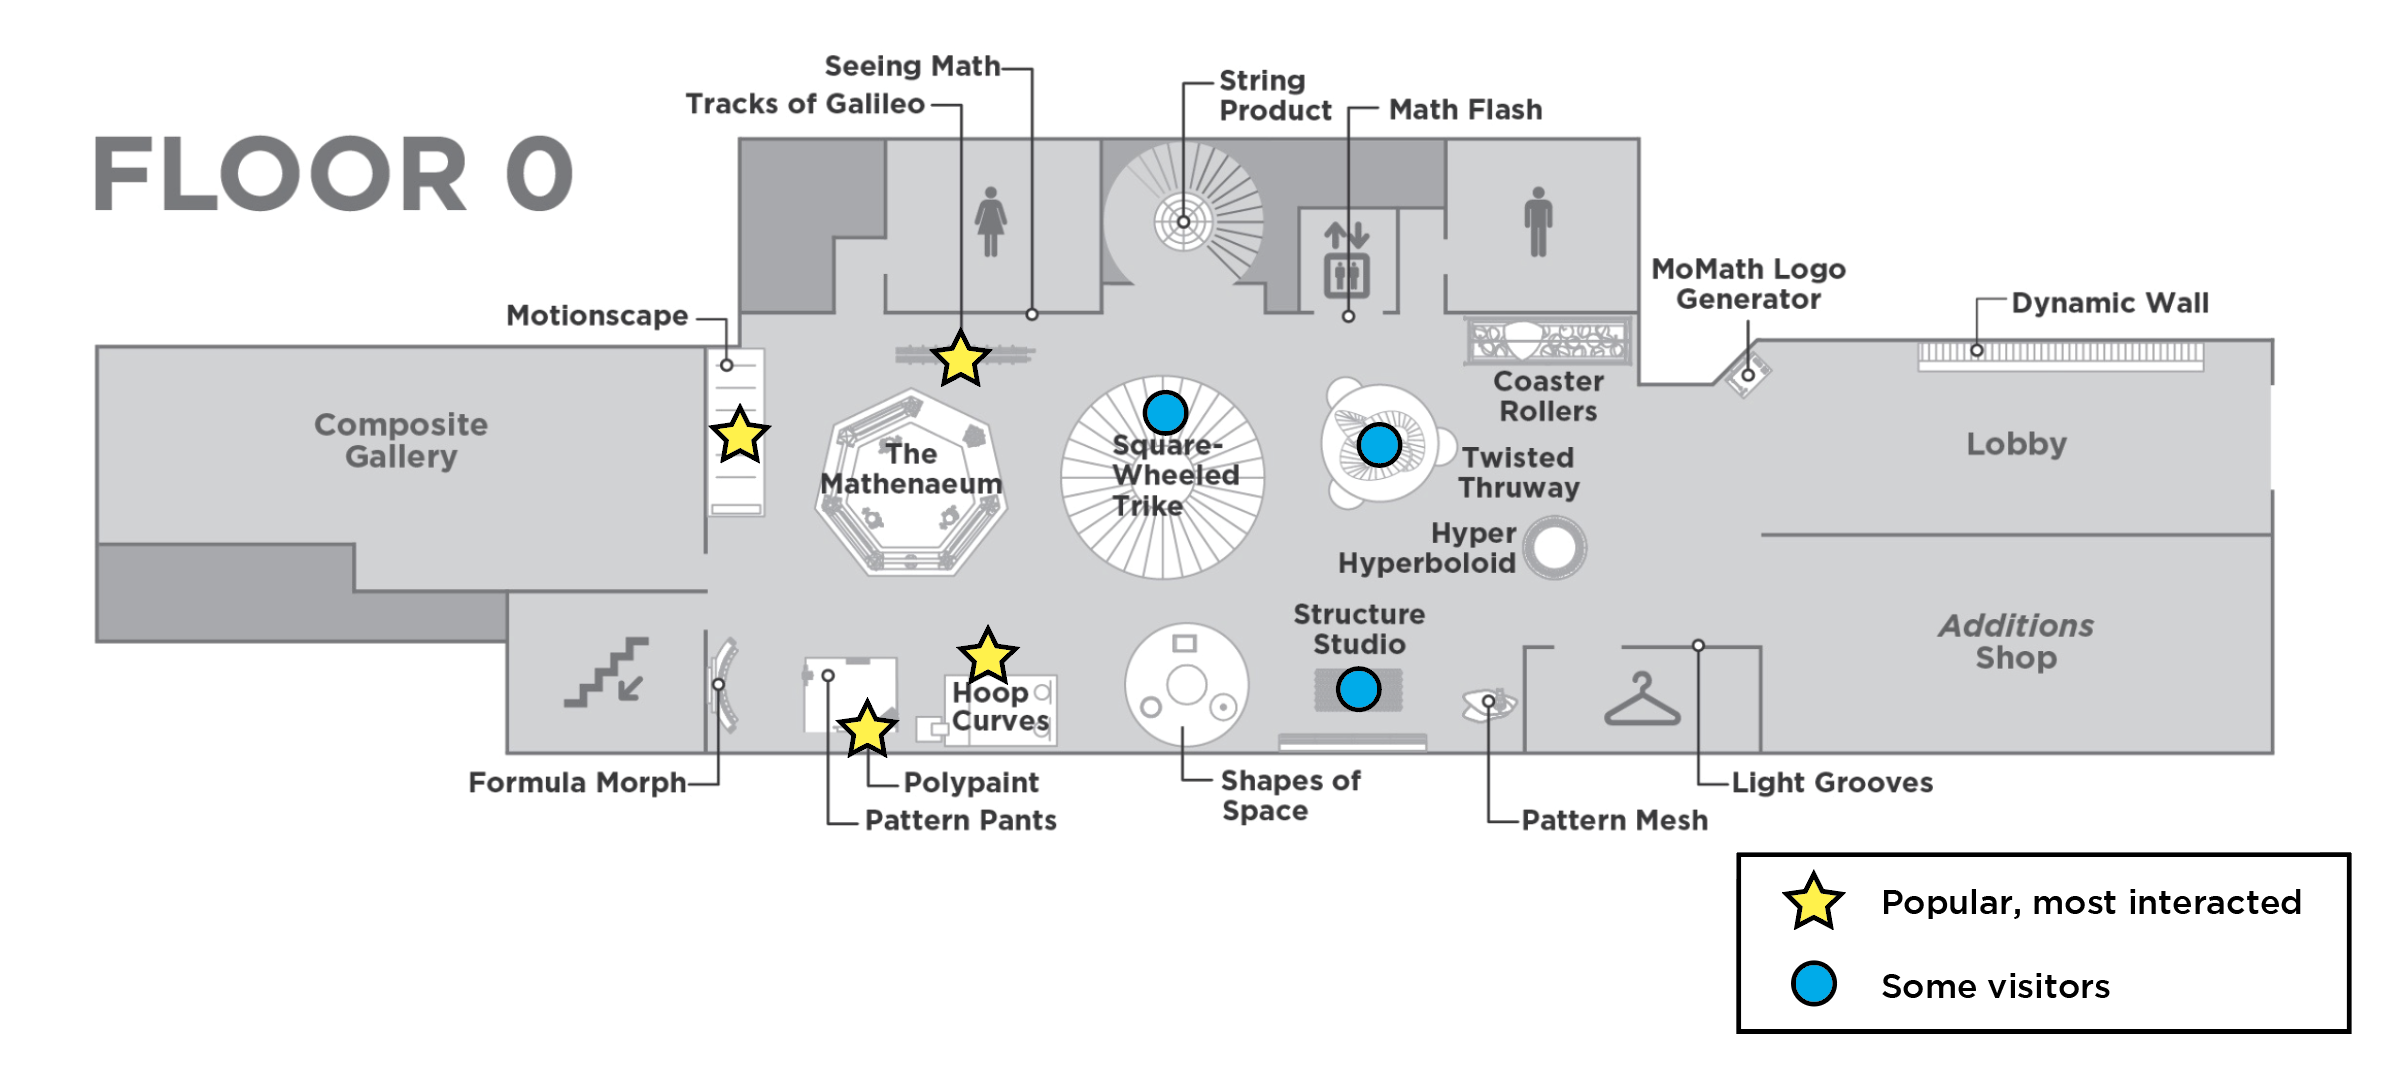 FLOOR 0
Seeing Math
Tracks of Galileo
String
Product
Math Flash
Motionscape
MoMath Logo
Generator
Dynamic Wall
Composite
Gallery
The
Mathenaeum
Square-
Wheeled
Trike
Coaster
Rollers
Twisted
Thruway
Lobby
Hyper
Hyperboloid
Structure
Studio
Additions
Shop
Hoop
Curves
Formula Morph
Polypaint
Pattern Pants
Shapes of
Space
Light Grooves
Pattern Mesh
Popular, most interacted
Some visitors